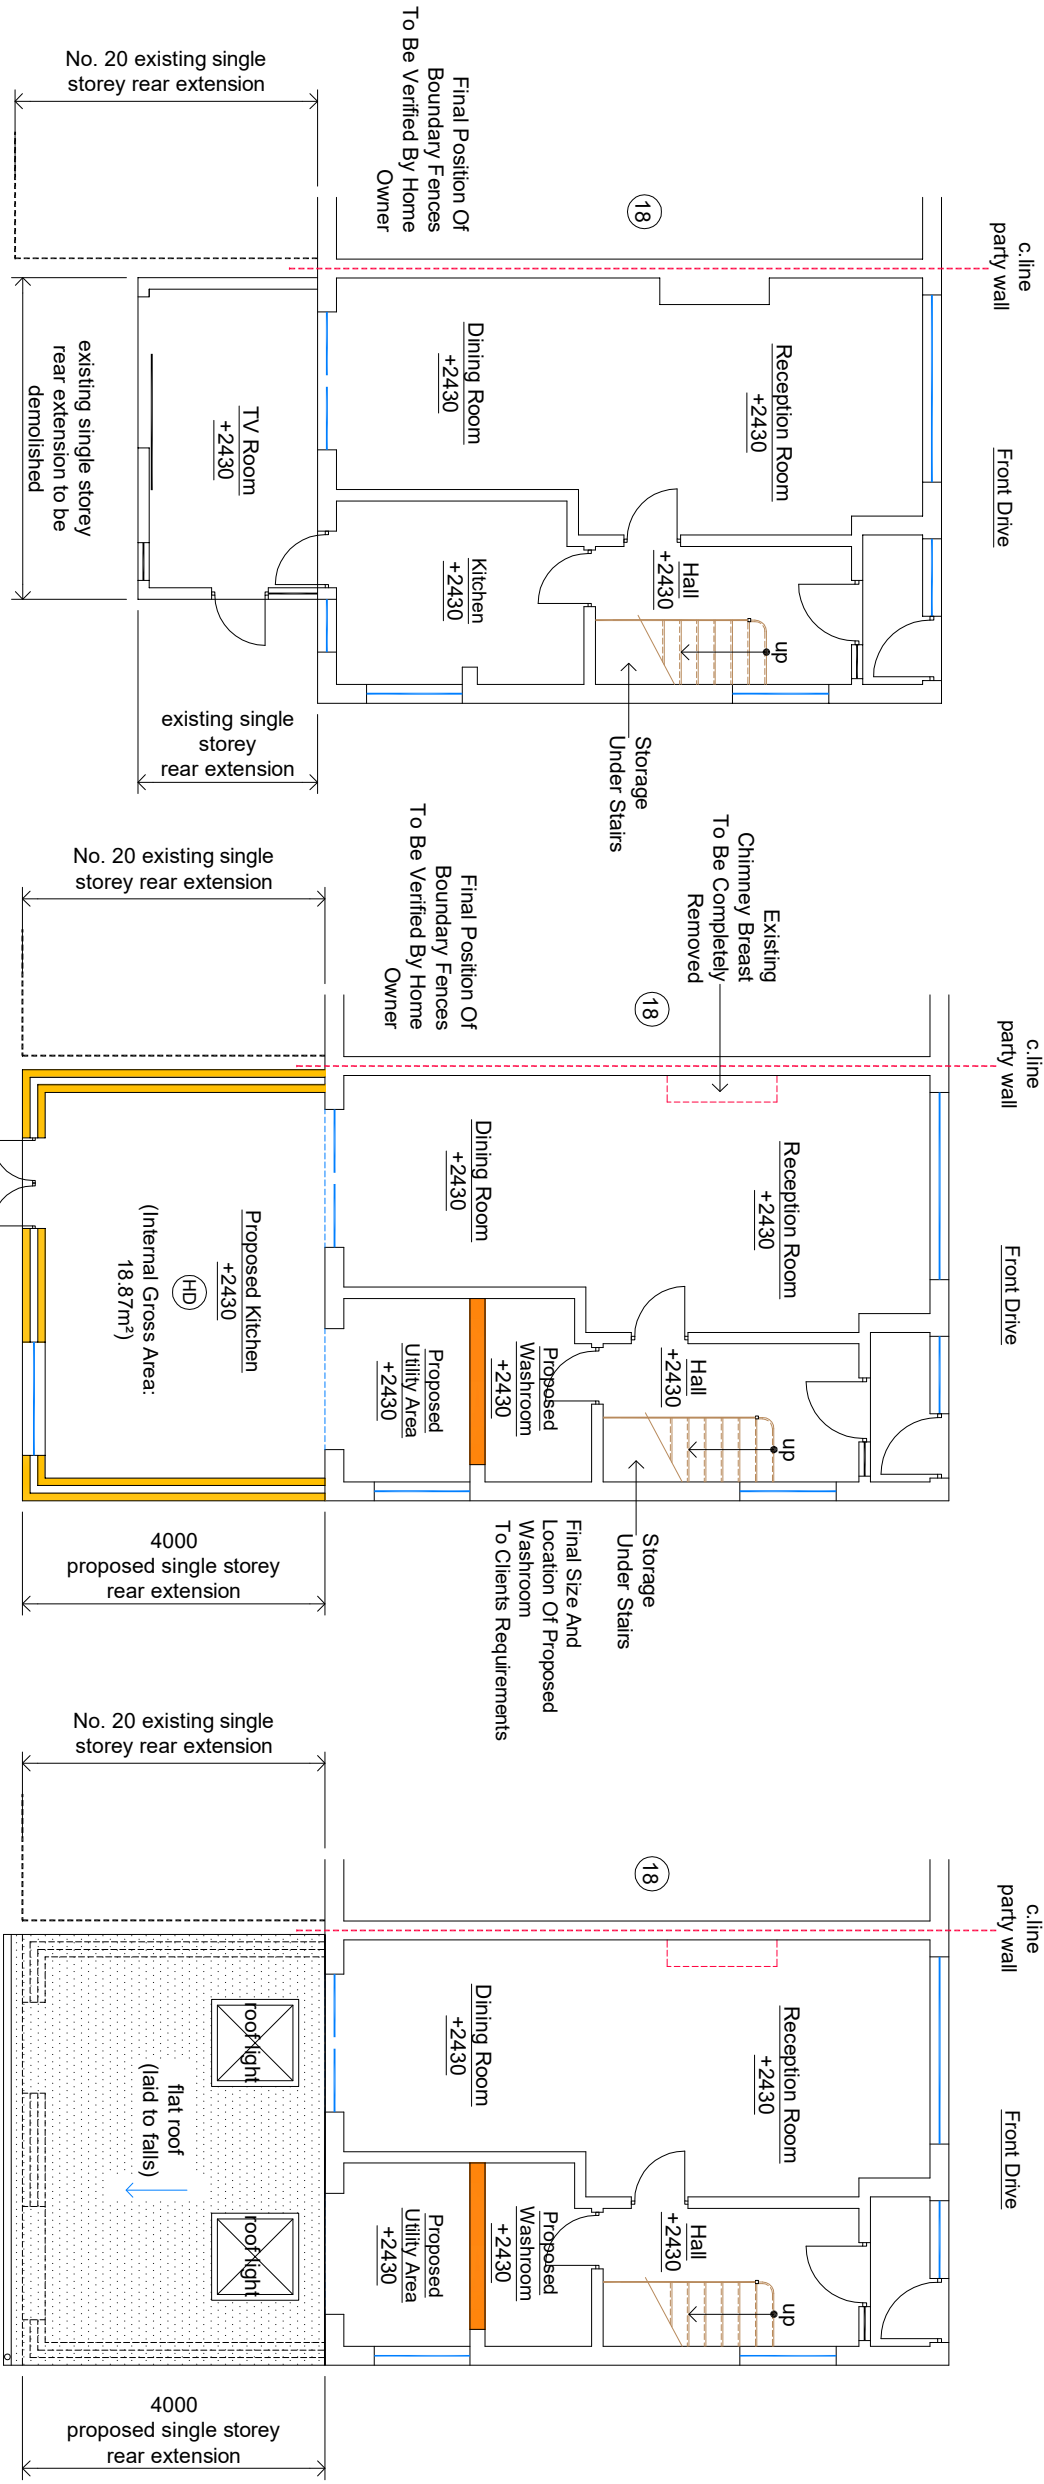 No. 20 existing single
storey rear extension
Final Position Of
Boundary Fences
To Be Verified By Home
Owner
18
c.line
party wall
Front Drive
Reception Room
+2430
Dining Room
+2430
TV Room
+2430
existing single storey
rear extension to be
demolished
Kitchen
+2430
Hall
+2430
up
Storage
Under Stairs
existing single
storey
rear extension
No. 20 existing single
storey rear extension
Final Position Of
Boundary Fences
To Be Verified By Home
Owner
Existing
Chimney Breast
To Be Completely
Removed
18
c.line
party wall
Front Drive
Reception Room
+2430
Dining Room
+2430
Proposed Kitchen
+2430
HD
(Internal Gross Area:
18.87m²)
Proposed
Utility Area
+2430
Proposed
Washroom
+2430
Hall
+2430
up
Storage
Under Stairs
Final Size And
Location Of Proposed
Washroom
To Clients Requirements
4000
proposed single storey
rear extension
No. 20 existing single
storey rear extension
18
c.line
party wall
Front Drive
Reception Room
+2430
Dining Room
+2430
roof light
flat roof
(laid to falls)
roof light
Proposed
Utility Area
+2430
Proposed
Washroom
+2430
Hall
+2430
up
4000
proposed single storey
rear extension